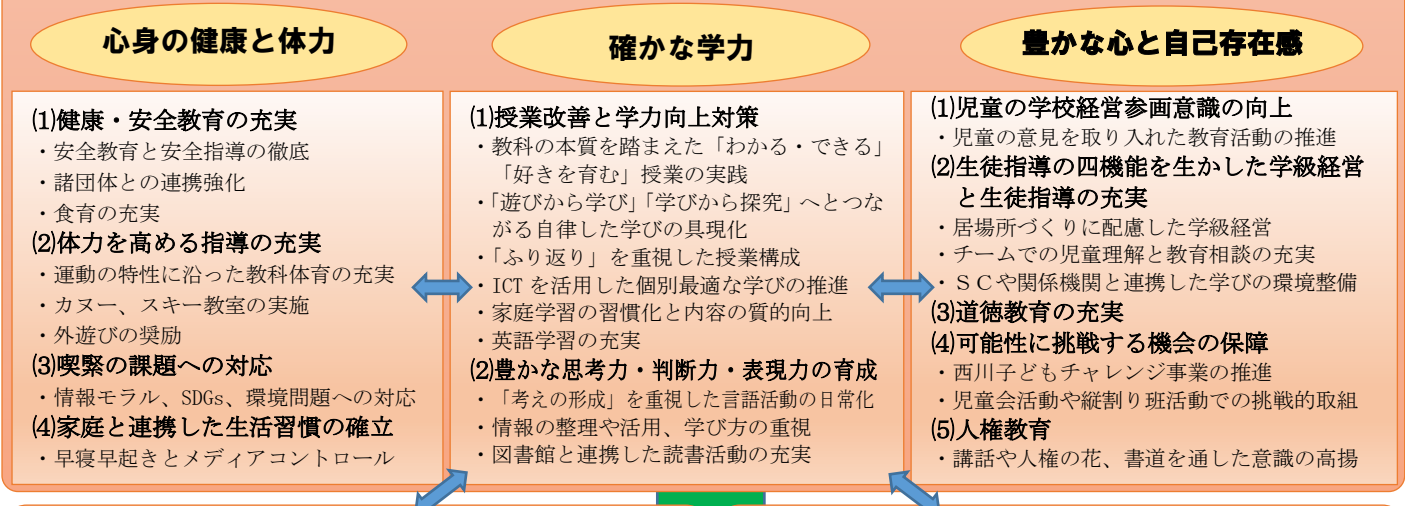 心身の健康と体力
⑴健康・安全教育の充実
・安全教育と安全指導の徹底
・諸団体との連携強化
・食育の充実
⑵体力を高める指導の充実
・運動の特性に沿った教科体育の充実
・カヌー、スキー教室の実施
・外遊びの奨励
⑶喫緊の課題への対応
・情報モラル、SDGs、環境問題への対応
⑷家庭と連携した生活習慣の確立
・早寝早起きとメディアコントロール
確かな学力
⑴授業改善と学力向上対策
・教科の本質を踏まえた「わかる・できる」
「好きを育む」授業の実践
・「遊びから学び」「学びから探究」へとつな
がる自律した学びの具現化
・「ふり返り」を重視した授業構成
・ICT を活用した個別最適な学びの推進
・家庭学習の習慣化と内容の質的向上
・英語学習の充実
⑵豊かな思考力・判断力・表現力の育成
・「考えの形成」を重視した言語活動の日常化
・情報の整理や活用、学び方の重視
・図書館と連携した読書活動の充実
豊かな心と自己存在感
⑴児童の学校経営参画意識の向上
・児童の意見を取り入れた教育活動の推進
⑵生徒指導の四機能を生かした学級経営
と生徒指導の充実
・居場所づくりに配慮した学級経営
・チームでの児童理解と教育相談の充実
・ＳＣや関係機関と連携した学びの環境整備
⑶道徳教育の充実
⑷可能性に挑戦する機会の保障
・西川子どもチャレンジ事業の推進
・児童会活動や縦割り班活動での挑戦的取組
⑸人権教育
・講話や人権の花、書道を通した意識の高揚